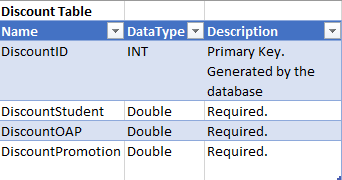 Discount Table
Name DataType Description
DiscountID INT Primary Key.
Generated by the
database
DiscountStudent Double Required.
DiscountOAP Double Required.
DiscountPromotion Double Required.